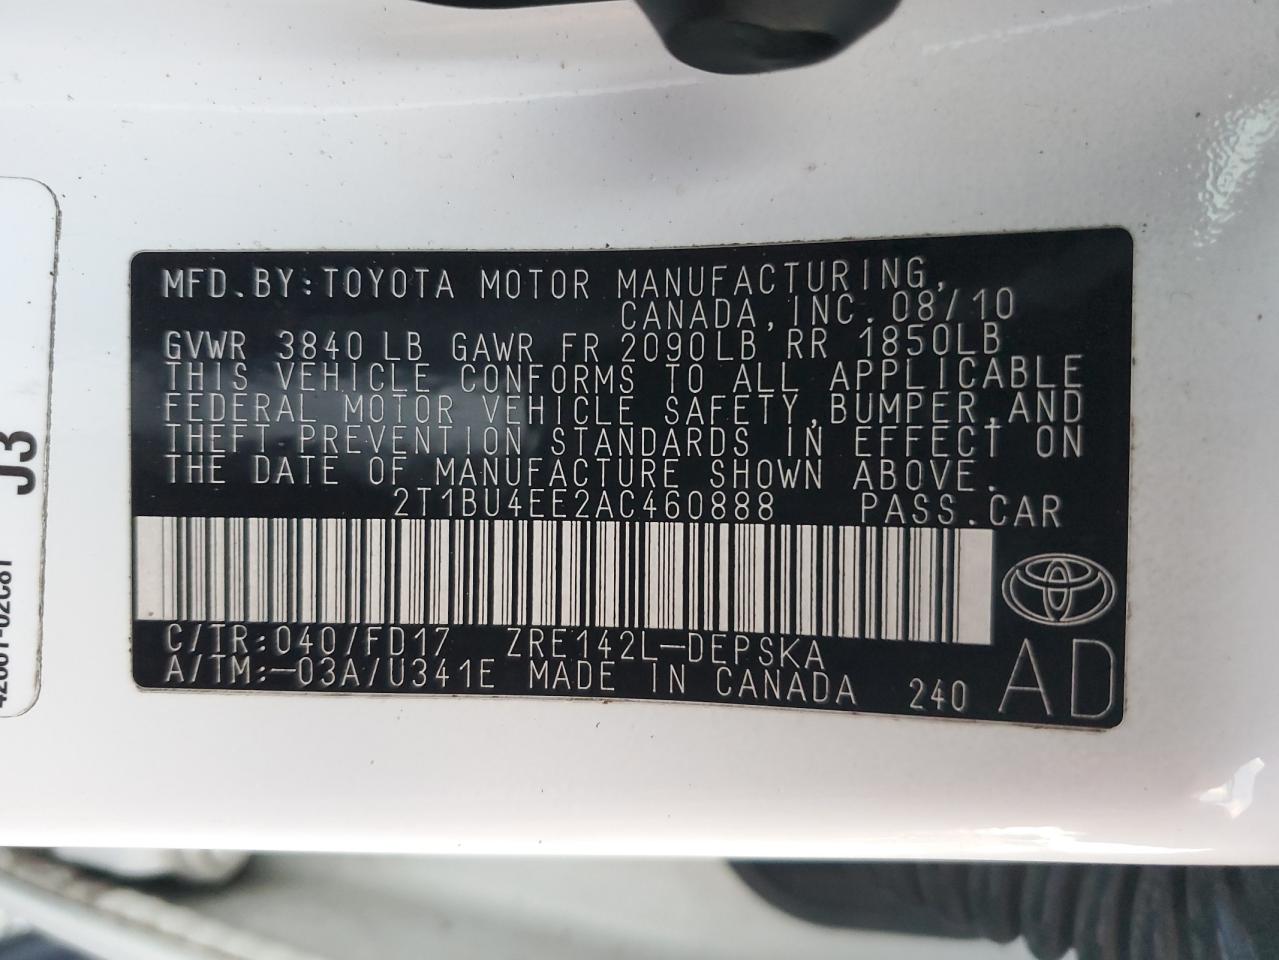 MFD.BY:TOYOTA MOTOR MANUFACTURING,
CANADA,INC.08/10
GVWR 3840 LB GAWR FR 2090LB RR 1850LB
THIS VEHICLE CONFORMS TO ALL APPLICABLE
FEDERAL MOTOR VEHICLE SAFETY,BUMPER,AND
THEFT PREVENTION STANDARDS IN EFFECT ON
THE DATE OF MANUFACTURE SHOWN ABOVE.
2T1BU4EE2AC460888 PASS.CAR
C/TR:040/FD17 ZRE142L-DEPSKA
A/TM:-03A/U341E MADE IN CANADA 240
AD
J3